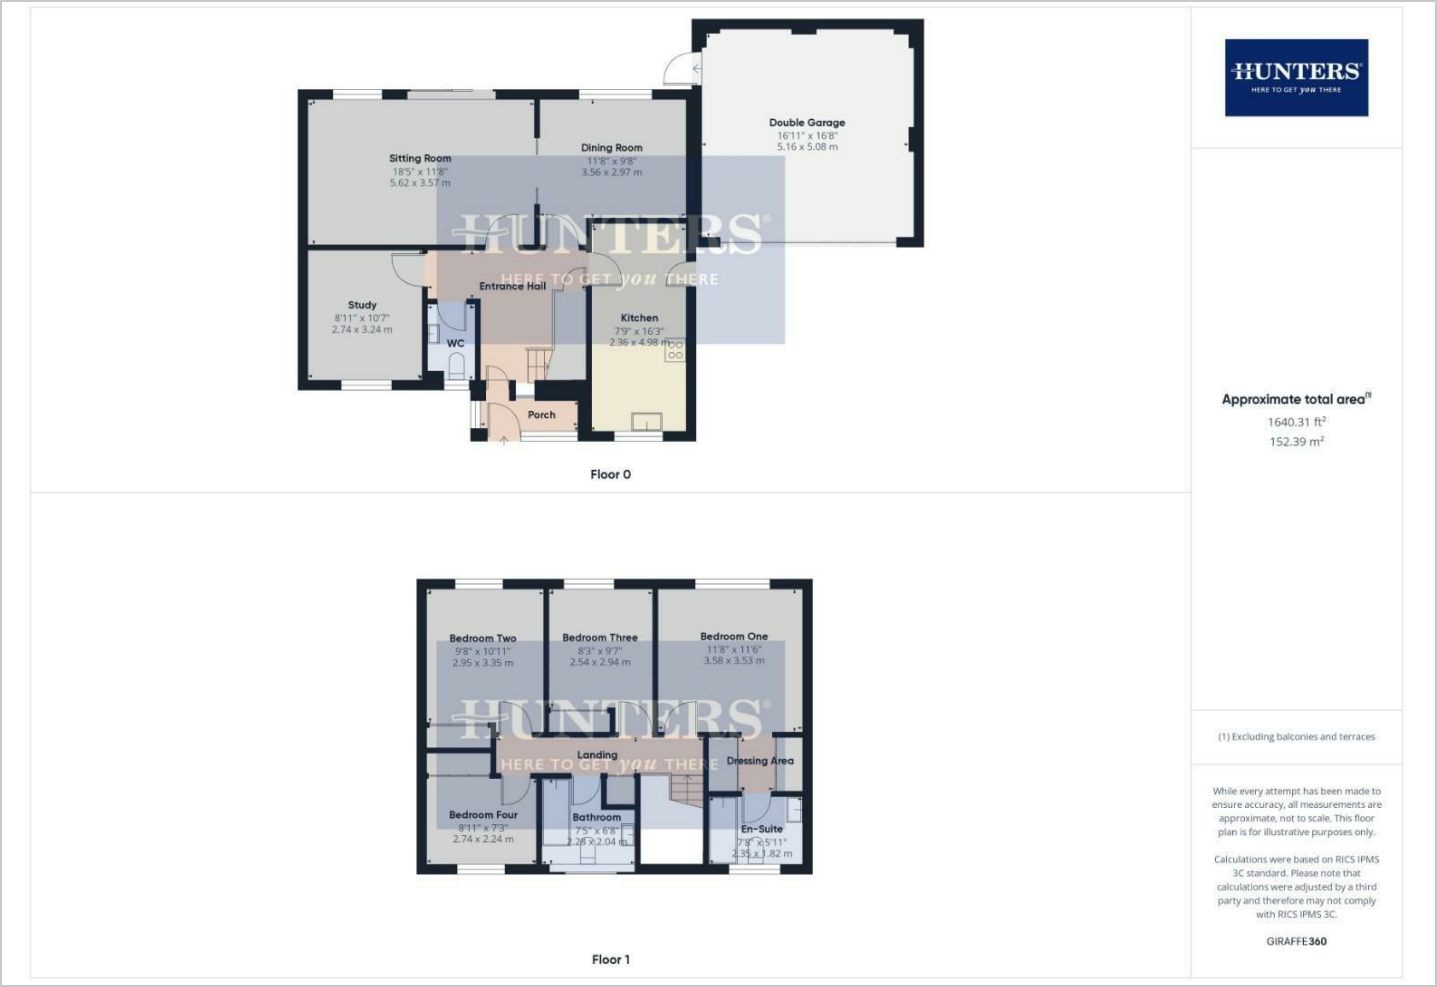 Double Garage
16'11" x 16'8"
5.16 x 5.08 m
Sitting Room
18'5" x 11'8"
5.62 x 3.57 m
Dining Room
11'8" x 9'8"
3.56 x 2.97 m
HUNTERS®
HERE TO GET you THERE
Entrance Hall
Study
8'11" x 10'7"
2.74 x 3.24 m
WC
Kitchen
7'9" x 16'3"
2.36 x 4.98 m
Porch
Floor 0
Bedroom Two
9'8" x 10'11"
2.95 x 3.35 m
Bedroom Three
8'3" x 9'7"
2.54 x 2.94 m
Bedroom One
11'8" x 11'6"
3.58 x 3.53 m
HUNTERS®
HERE TO GET you THERE
Landing
Dressing Area
Bedroom Four
8'11" x 7'3"
2.74 x 2.24 m
Bathroom
7'5" x 6'8"
2.28 x 2.04 m
En-Suite
7'8" x 5'11"
2.35 x 1.82 m
Floor 1
HUNTERS®
HERE TO GET you THERE
Approximate total area⁽¹⁾
1640.31 ft²
152.39 m²
(1) Excluding balconies and terraces
While every attempt has been made to
ensure accuracy, all measurements are
approximate, not to scale. This floor
plan is for illustrative purposes only.
Calculations were based on RICS IPMS
3C standard. Please note that
calculations were adjusted by a third
party and therefore may not comply
with RICS IPMS 3C.
GIRAFFE360